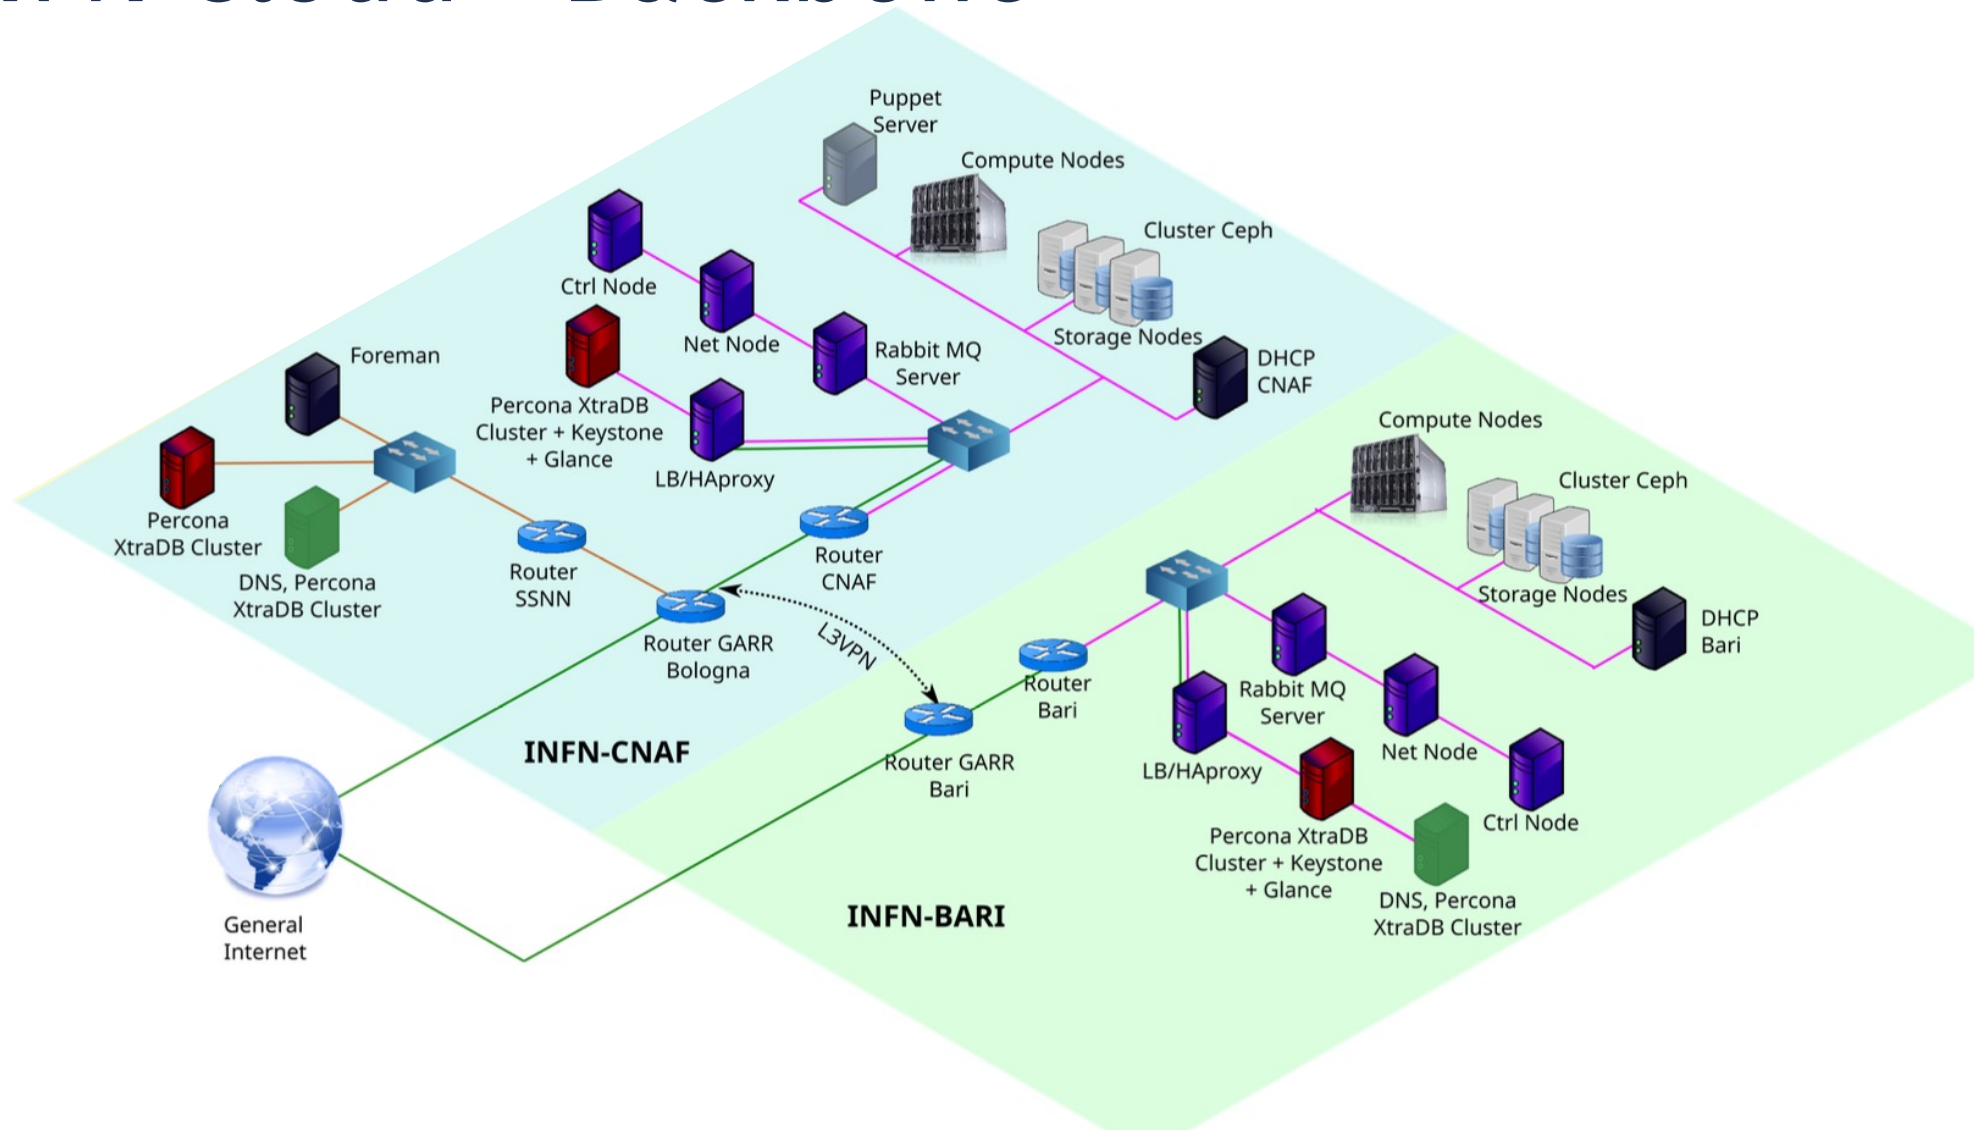 Puppet
Server
Compute Nodes
Cluster Ceph
Storage Nodes
DHCP
CNAF
Ctrl Node
Net Node
Rabbit MQ
Server
Percona XtraDB
Cluster + Keystone
+ Glance
LB/HAproxy
Foreman
Percona
XtraDB Cluster
DNS, Percona
XtraDB Cluster
Router
SSNN
Router
CNAF
Router GARR
Bologna
L3VPN
INFN-CNAF
Compute Nodes
Cluster Ceph
Storage Nodes
DHCP
Bari
Router
Bari
Router GARR
Bari
Rabbit MQ
Server
Net Node
Ctrl Node
LB/HAproxy
Percona XtraDB
Cluster + Keystone
+ Glance
DNS, Percona
XtraDB Cluster
INFN-BARI
General
Internet